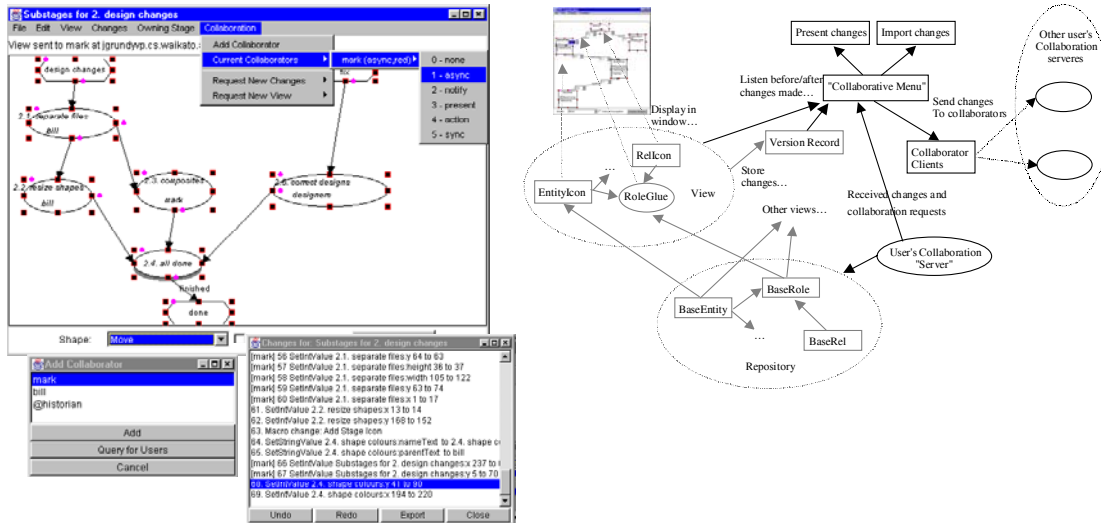 Substages for 2. design changes
File Edit View Changes Owning Stage Collaboration
View sent to mark at jgrundyvp.cs.waikato.
Add Collaborator
Current Collaborators
Request New Changes
Request New View
mark (async,red)
0 - none
1 - async
2 - notify
3 - present
4 - action
5 - sync
design changes
2.1. separate files
bill
2.2. resize shapes
bill
2.3. composites
mark
2.5. correct designs
designers
2.4. all done
finished
done
Shape: Move
Add Collaborator
mark
bill
@historian
Add
Query for Users
Cancel
Changes for: Substages for 2. design changes
[mark] 56 SetIntValue 2.1. separate files:y 64 to 63
[mark] 57 SetIntValue 2.1. separate files:height 36 to 37
[mark] 58 SetIntValue 2.1. separate files:width 105 to 122
[mark] 59 SetIntValue 2.1. separate files:y 63 to 74
[mark] 60 SetIntValue 2.1. separate files:x 1 to 17
61. SetIntValue 2.2. resize shapes:x 13 to 14
62. SetIntValue 2.2. resize shapes:y 168 to 152
63. Macro change: Add Stage Icon
64. SetStringValue 2.4. shape colours:nameText to 2.4. shape co
65. SetStringValue 2.4. shape colours:parentText to bill
[mark] 66 SetIntValue Substages for 2. design changes:x 237 to
[mark] 67 SetIntValue Substages for 2. design changes:y 5 to 70
68. SetIntValue 2.4. shape colours:y 41 to 90
69. SetIntValue 2.4. shape colours:x 194 to 220
Undo Redo Export Close
Present changes
Import changes
Other user's
Collaboration
serveres
Listen before/after
changes made…
"Collaborative Menu"
Send changes
To collaborators
Display in
window…
Version Record
Collaborator
Clients
RelIcon
…
EntityIcon
RoleGlue
View
Store
changes…
Received changes and
collaboration requests
Other views…
User's Collaboration
"Server"
BaseRole
BaseEntity
…
BaseRel
Repository